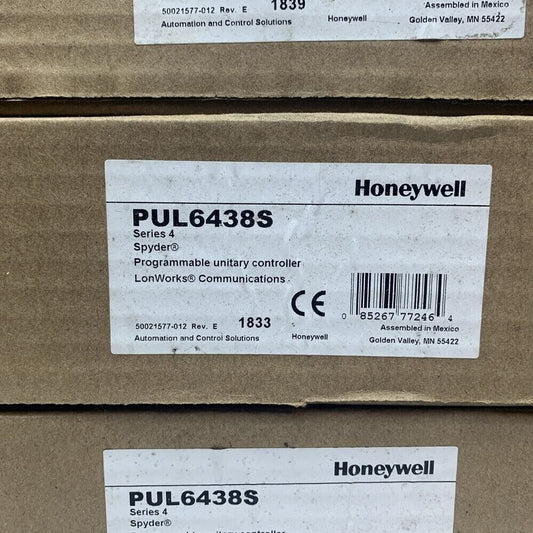 50021577-012 Rev. E 1839
Assembled in Mexico
Automation and Control Solutions Honeywell Golden Valley, MN 55422
Honeywell
PUL6438S
Series 4
Spyder®
Programmable unitary controller
LonWorks® Communications
CE
0 85267 77246 4
50021577-012 Rev. E 1833 Honeywell Assembled in Mexico
Automation and Control Solutions Golden Valley, MN 55422
Honeywell
PUL6438S
Series 4
Spyder®